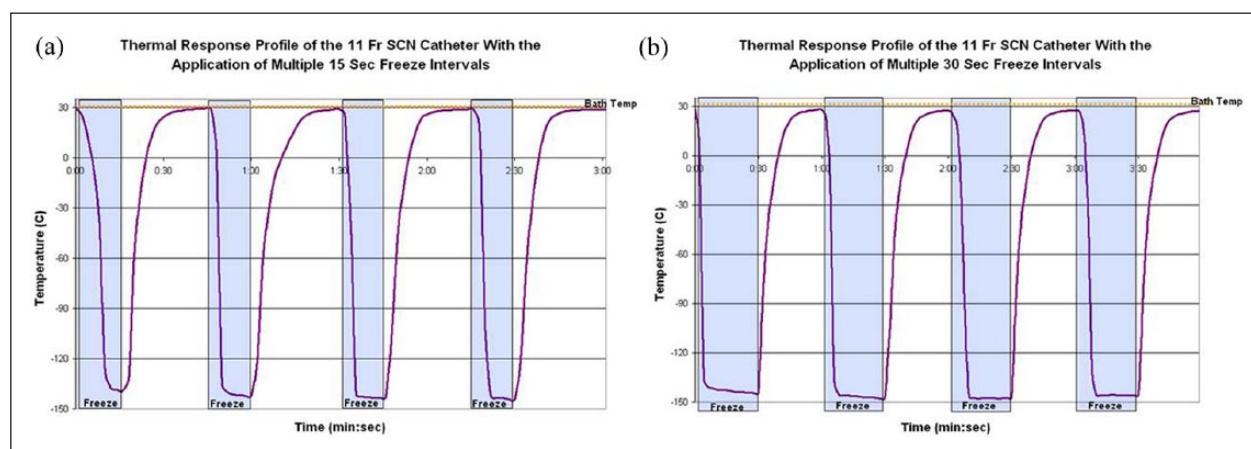 (a)
Thermal Response Profile of the 11 Fr SCN Catheter With the
Application of Multiple 15 Sec Freeze Intervals
30
0
-30
-60
-90
-120
-150
Temperature (C)
Bath Temp
0:00 0:30 1:00 1:30 2:00 2:30 3:00
Freeze Freeze Freeze Freeze
Time (min:sec)
(b)
Thermal Response Profile of the 11 Fr SCN Catheter With the
Application of Multiple 30 Sec Freeze Intervals
30
0
-30
-60
-90
-120
-150
Temperature (C)
Bath Temp
0:00 0:30 1:00 1:30 2:00 2:30 3:00 3:30
Freeze Freeze Freeze Freeze
Time (min:sec)